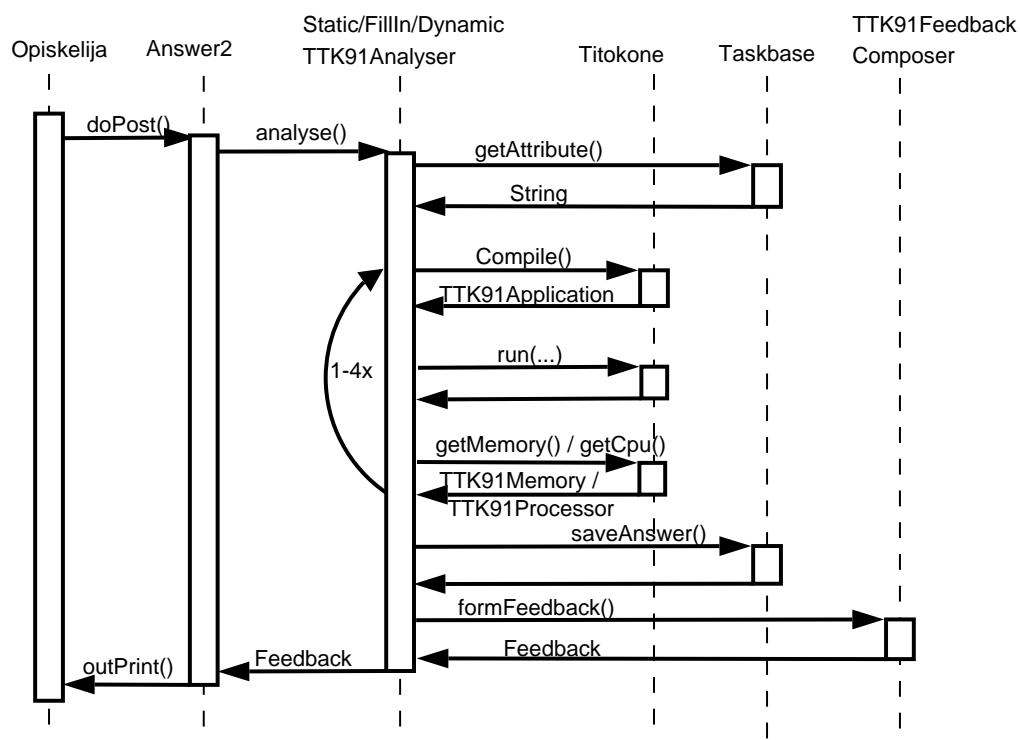 Static/FillIn/Dynamic
TTK91Feedback
Opiskelija
Answer2
TTK91Analyser
Titokone
Taskbase
Composer
doPost()
analyse()
getAttribute()
String
Compile()
TTK91Application
run(...)
1-4x
getMemory() / getCpu()
TTK91Memory /
TTK91Processor
saveAnswer()
formFeedback()
Feedback
Feedback
outPrint()